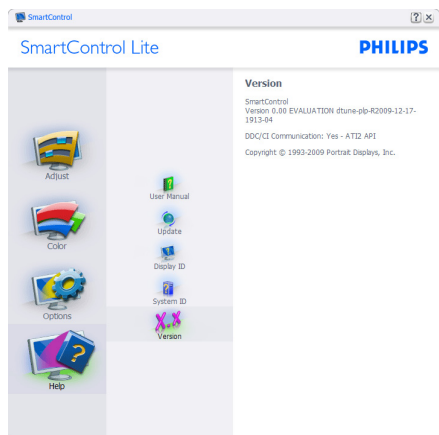 SmartControl
SmartControl Lite
PHILIPS
Adjust
Color
Options
Help
User Manual
Update
Display ID
System ID
X.X
Version
Version
SmartControl
Version 0.00 EVALUATION dtune-plp-R2009-12-17-
1913-04
DDC/CI Communication: Yes - ATI2 API
Copyright © 1993-2009 Portrait Displays, Inc.